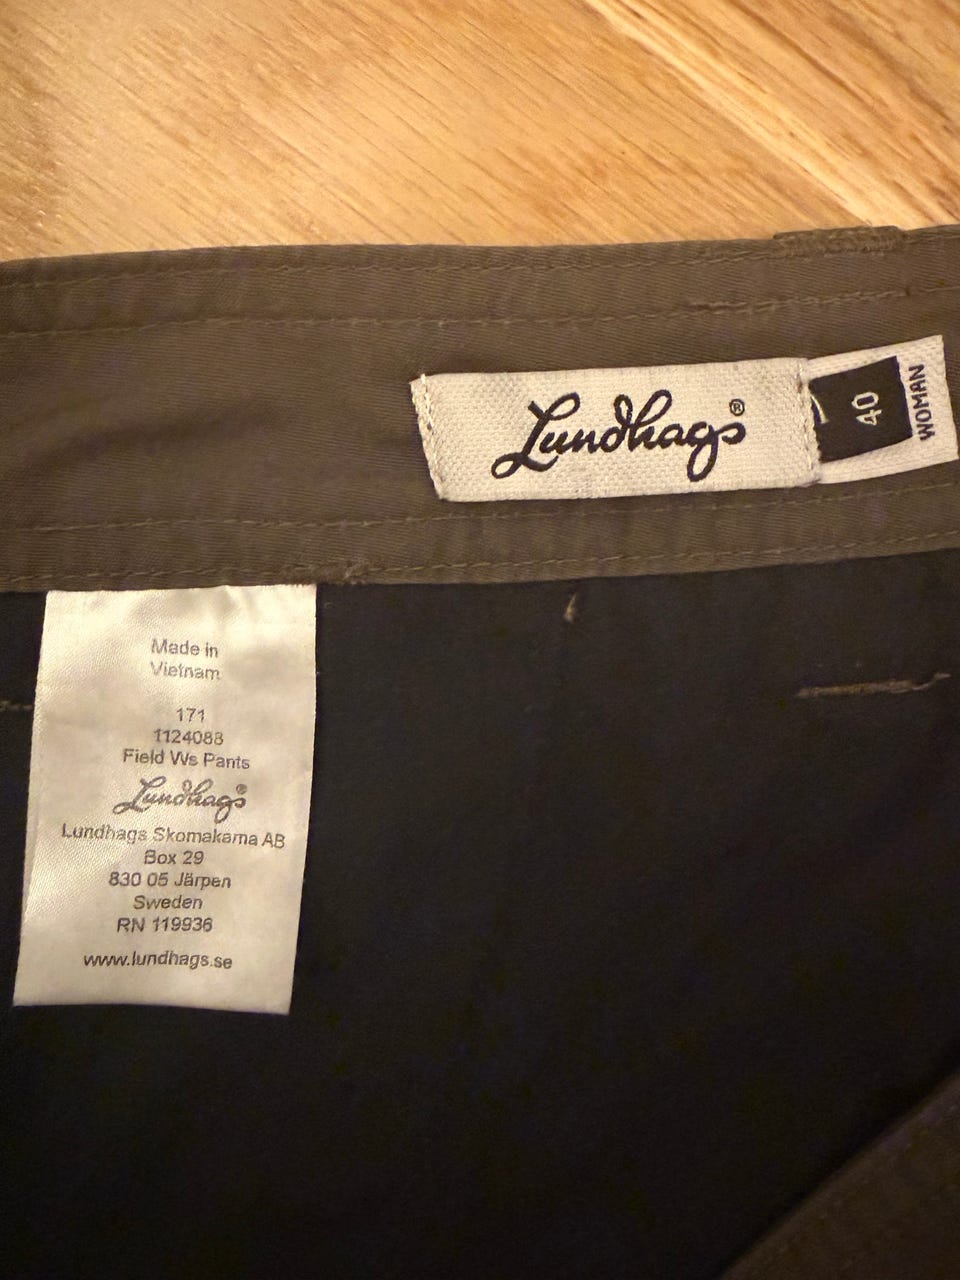 Lundhags®
40
WOMAN
Made in
Vietnam
171
1124088
Field Ws Pants
Lundhags®
Lundhags Skomakarna AB
Box 29
830 05 Järpen
Sweden
RN 119936
www.lundhags.se